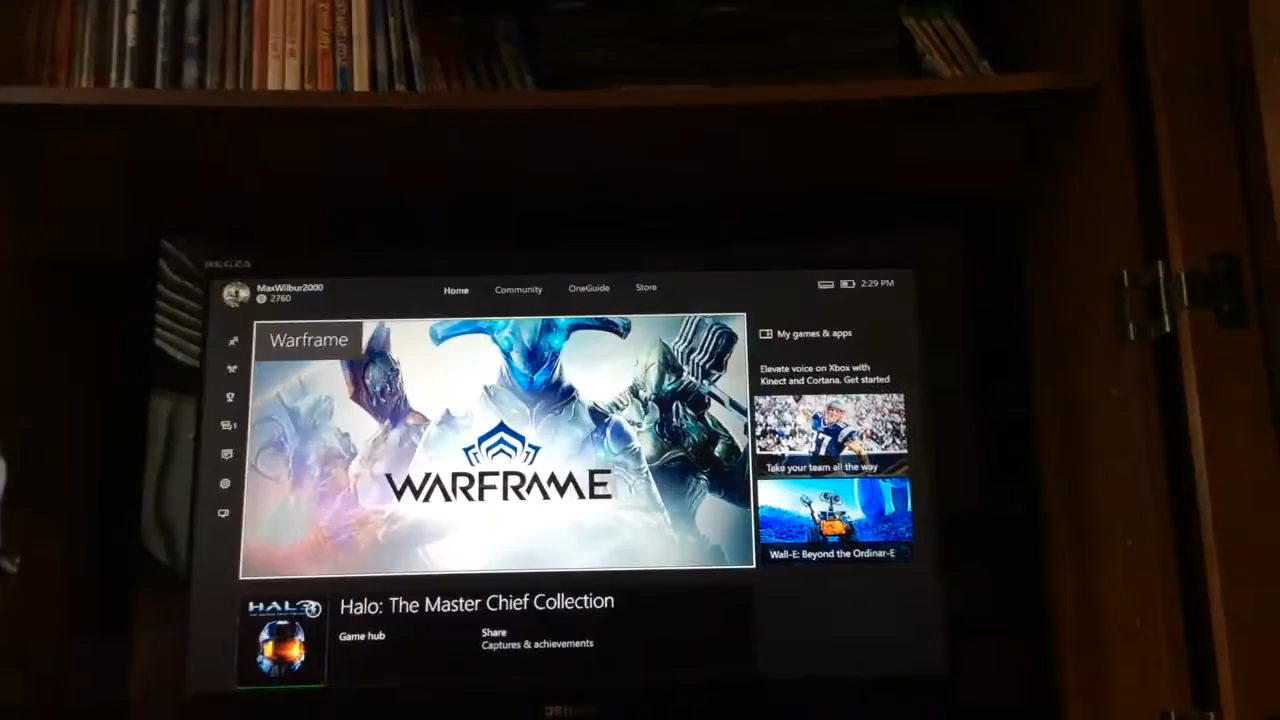 REGZA
MaxWilbur2000
G 2760
Home
Community
OneGuide
Store
2:29 PM
Warframe
WARFRAME
My games & apps
Elevate voice on Xbox with
Kinect and Cortana. Get started
Take your team all the way
Wall-E: Beyond the Ordinar-E
HALO
Halo: The Master Chief Collection
Game hub
Share
Captures & achievements